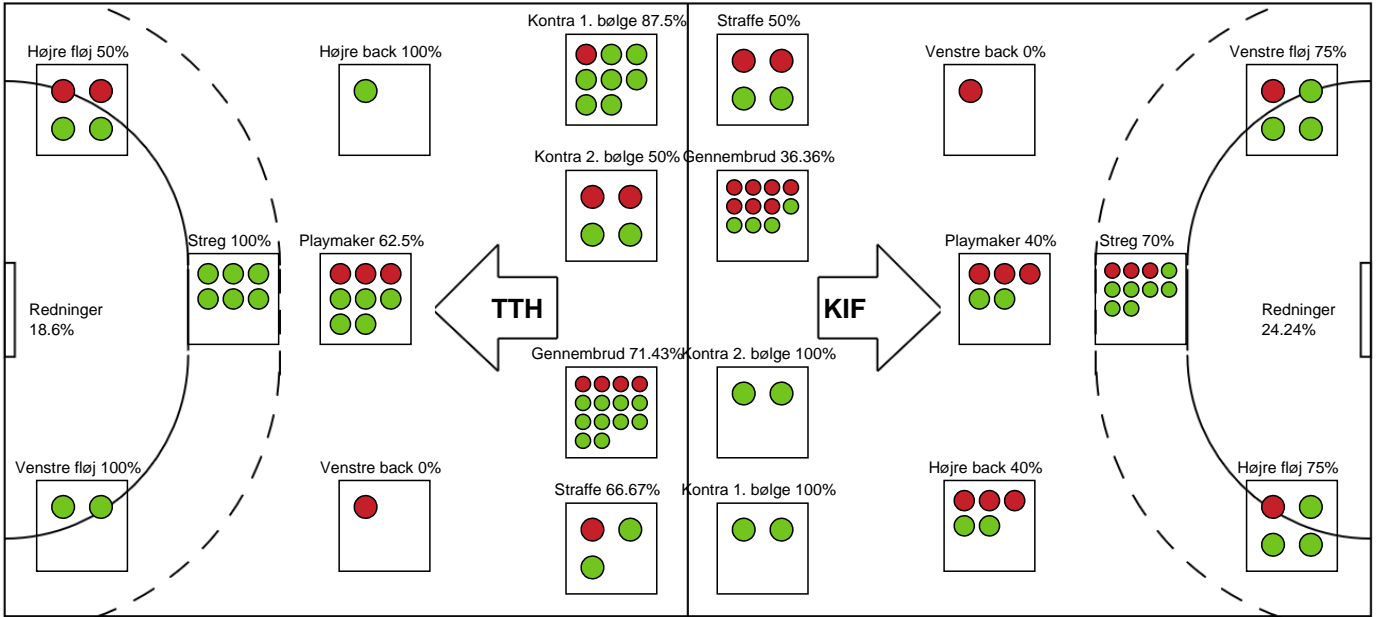 Kontra 1. bølge 87.5%
Straffe 50%
Højre fløj 50%
Højre back 100%
Venstre back 0%
Venstre fløj 75%
Kontra 2. bølge 50%
Gennembrud 36.36%
Streg 100%
Playmaker 62.5%
Playmaker 40%
Streg 70%
TTH
KIF
Redninger
18.6%
Redninger
24.24%
Gennembrud 71.43%
Kontra 2. bølge 100%
Venstre fløj 100%
Venstre back 0%
Højre back 40%
Højre fløj 75%
Straffe 66.67%
Kontra 1. bølge 100%